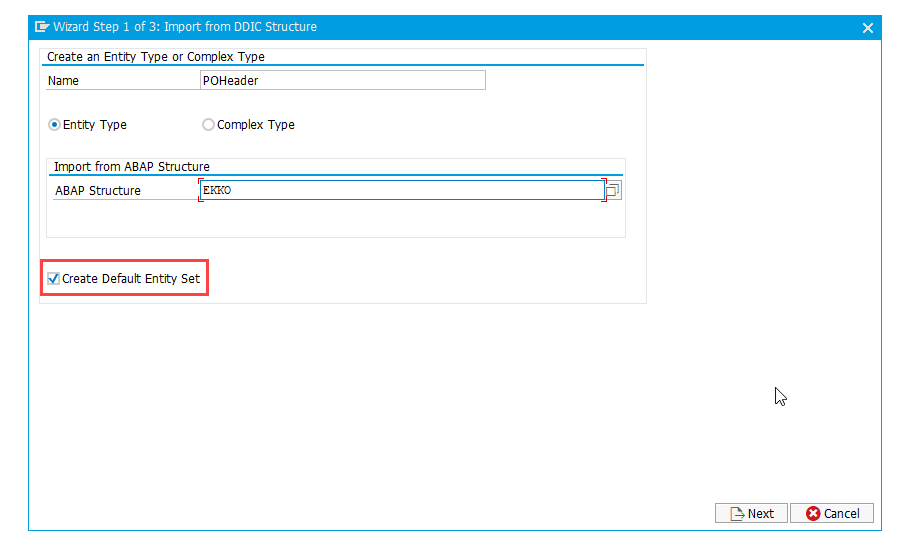 Wizard Step 1 of 3: Import from DDIC Structure
Create an Entity Type or Complex Type
Name POHeader
Entity Type Complex Type
Import from ABAP Structure
ABAP Structure EKKO
Create Default Entity Set
Next Cancel